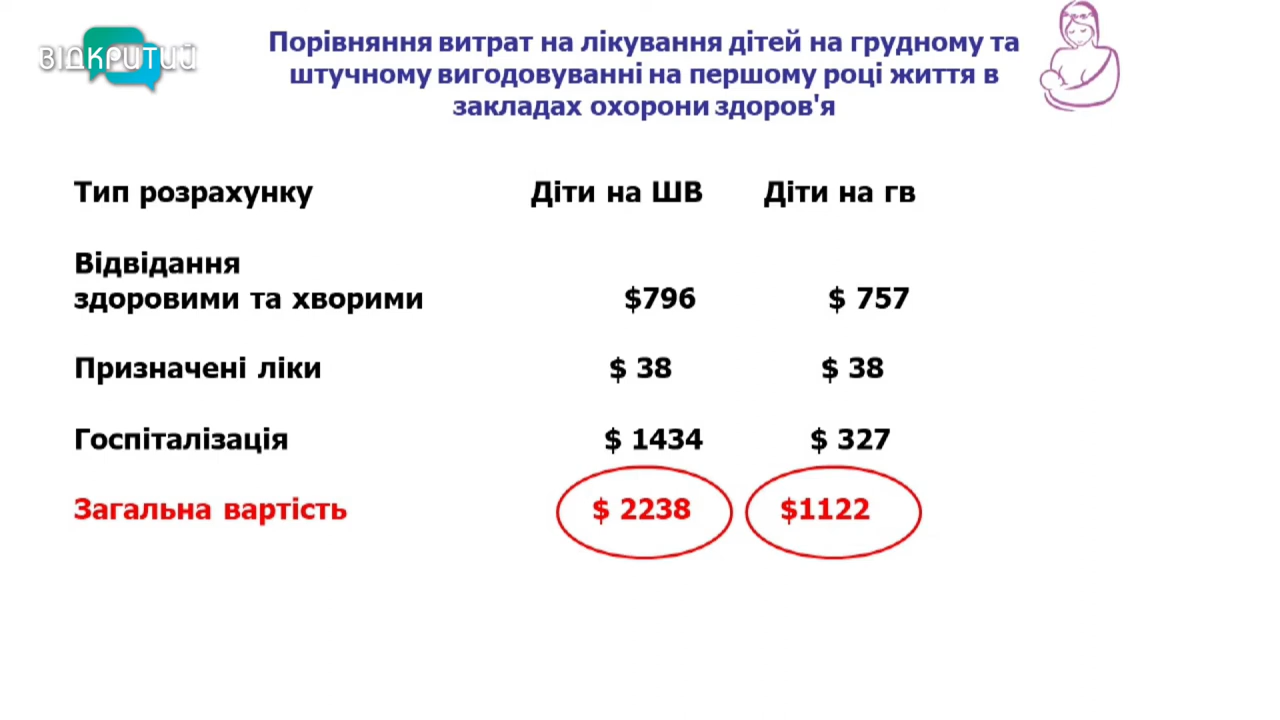 ВІДКРИТИЙ
Порівняння витрат на лікування дітей на грудному та
штучному вигодовуванні на першому році життя в
закладах охорони здоров'я
Тип розрахунку Діти на ШВ Діти на гв
Відвідання
здоровими та хворими $796 $ 757
Призначені ліки $ 38 $ 38
Госпіталізація $ 1434 $ 327
Загальна вартість $ 2238 $1122